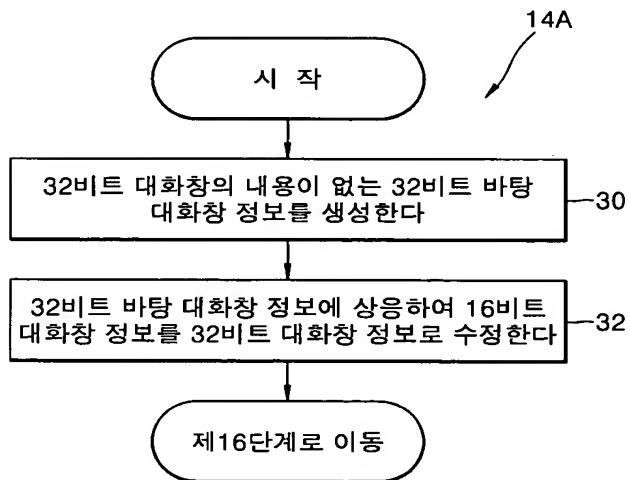 14A
시 작
32비트 대화창의 내용이 없는 32비트 바탕
대화창 정보를 생성한다
30
32비트 바탕 대화창 정보에 상응하여 16비트
대화창 정보를 32비트 대화창 정보로 수정한다
32
제16단계로 이동